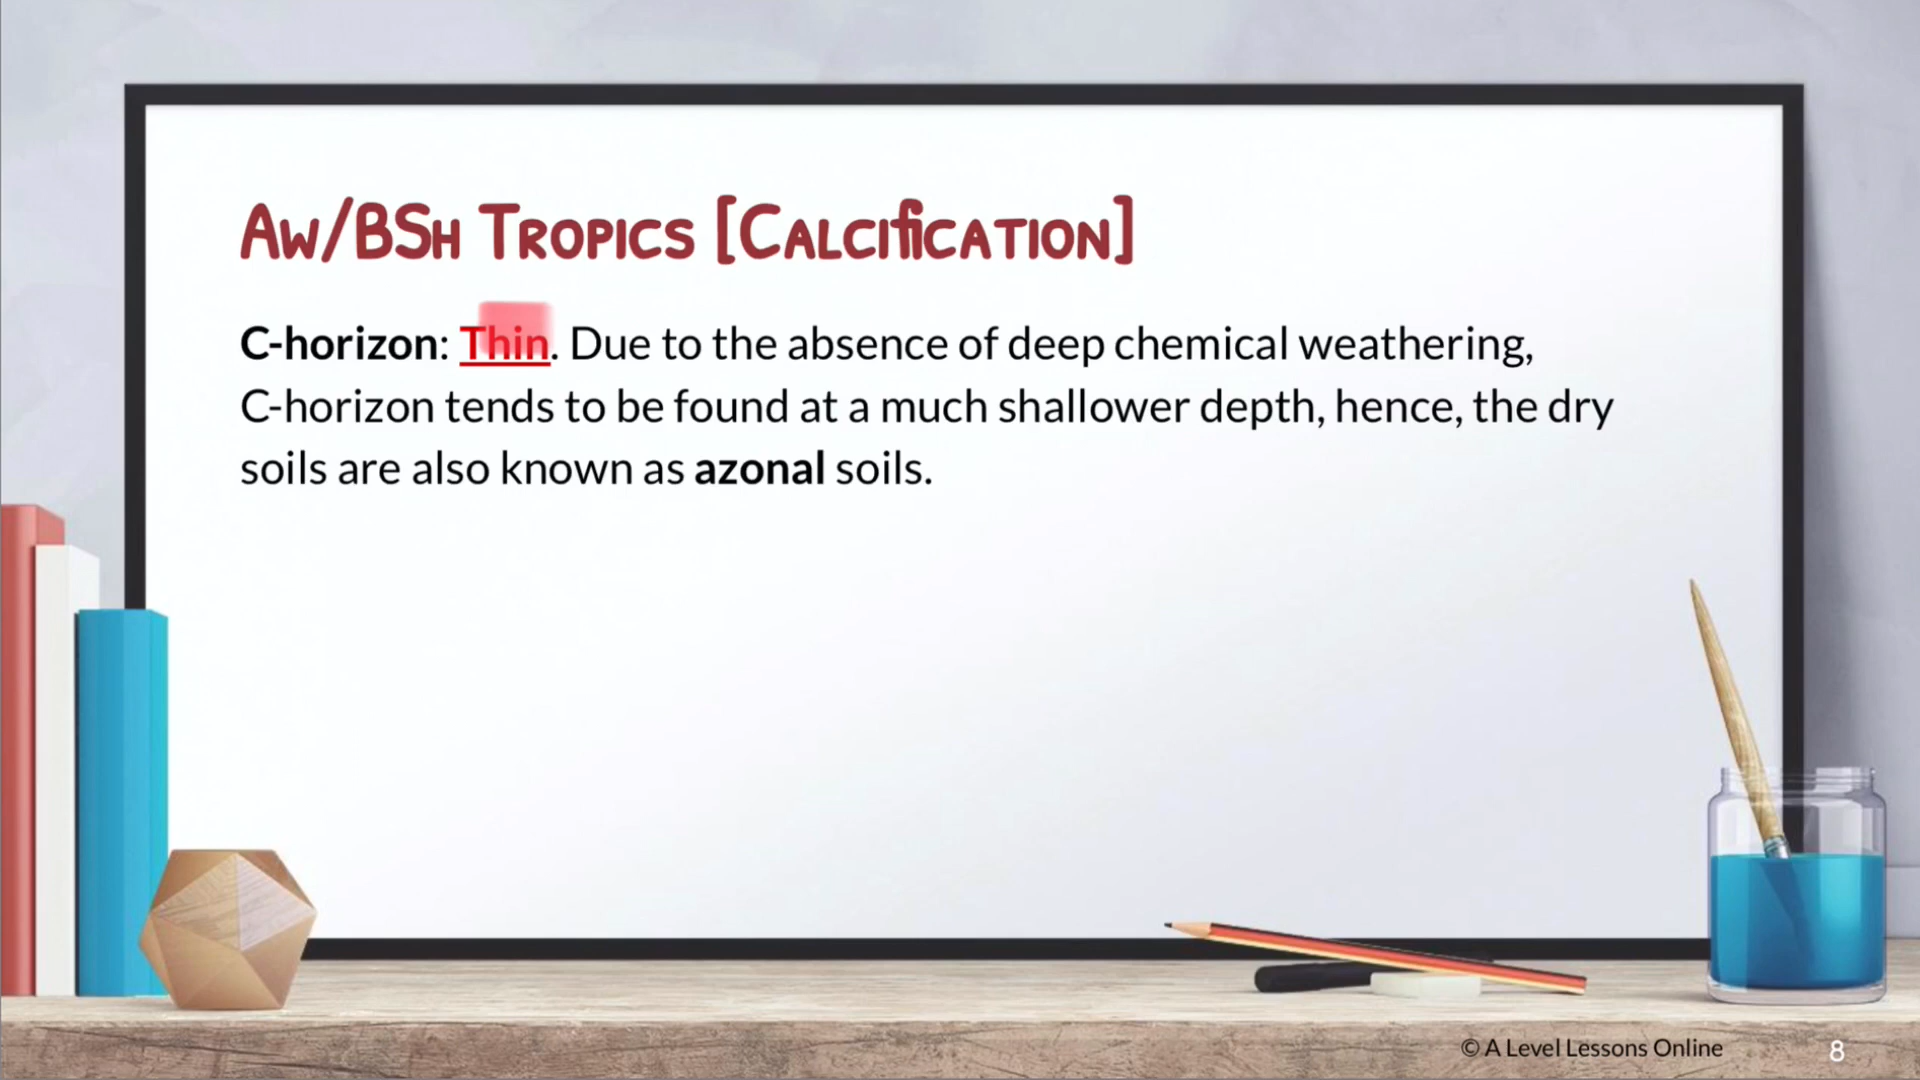 Aw/BSh Tropics [Calcification]
C-horizon: Thin. Due to the absence of deep chemical weathering,
C-horizon tends to be found at a much shallower depth, hence, the dry
soils are also known as azonal soils.
© A Level Lessons Online
8